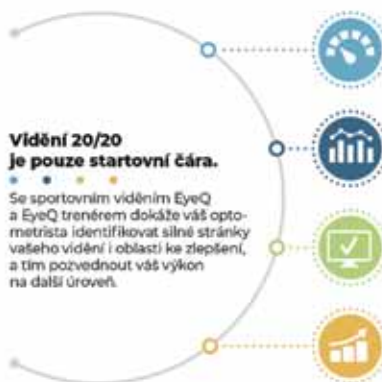 Vidění 20/20
je pouze startovní čára.
Se sportovním viděním EyeQ
a EyeQ trenérem dokáže váš opto-
metrista identifikovat silné stránky
vašeho vidění i oblasti ke zlepšení,
a tím pozvednout váš výkon
na další úroveň.